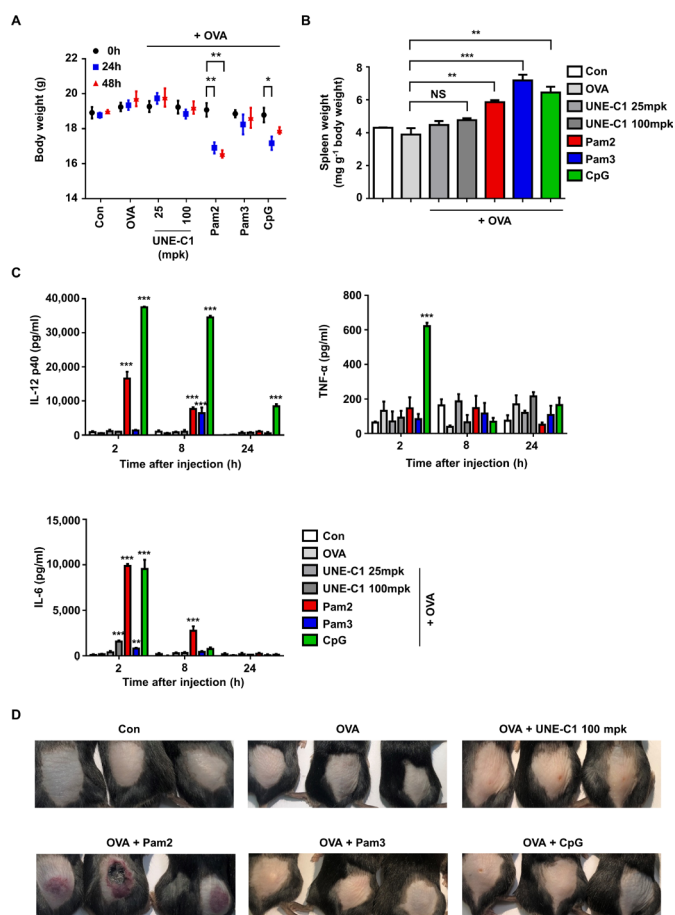 A
+ OVA
0h
24h
48h
**
**
*
Body weight (g)
22
20
18
16
14
Con
OVA
25
100
Pam2
Pam3
CpG
UNE-C1
(mpk)
B
**
***
**
NS
Spleen weight
(mg g-1 body weight)
8
6
4
2
0
+ OVA
Con
OVA
UNE-C1 25mpk
UNE-C1 100mpk
Pam2
Pam3
CpG
C
IL-12 p40 (pg/ml)
40,000
30,000
20,000
10,000
0
***
***
***
***
***
***
2
8
24
Time after injection (h)
TNF-α (pg/ml)
800
600
400
200
0
***
2
8
24
Time after injection (h)
IL-6 (pg/ml)
15,000
10,000
5,000
0
***
***
**
***
***
2
8
24
Time after injection (h)
Con
OVA
UNE-C1 25mpk
UNE-C1 100mpk
Pam2
Pam3
CpG
+ OVA
D
Con
OVA
OVA + UNE-C1 100 mpk
OVA + Pam2
OVA + Pam3
OVA + CpG